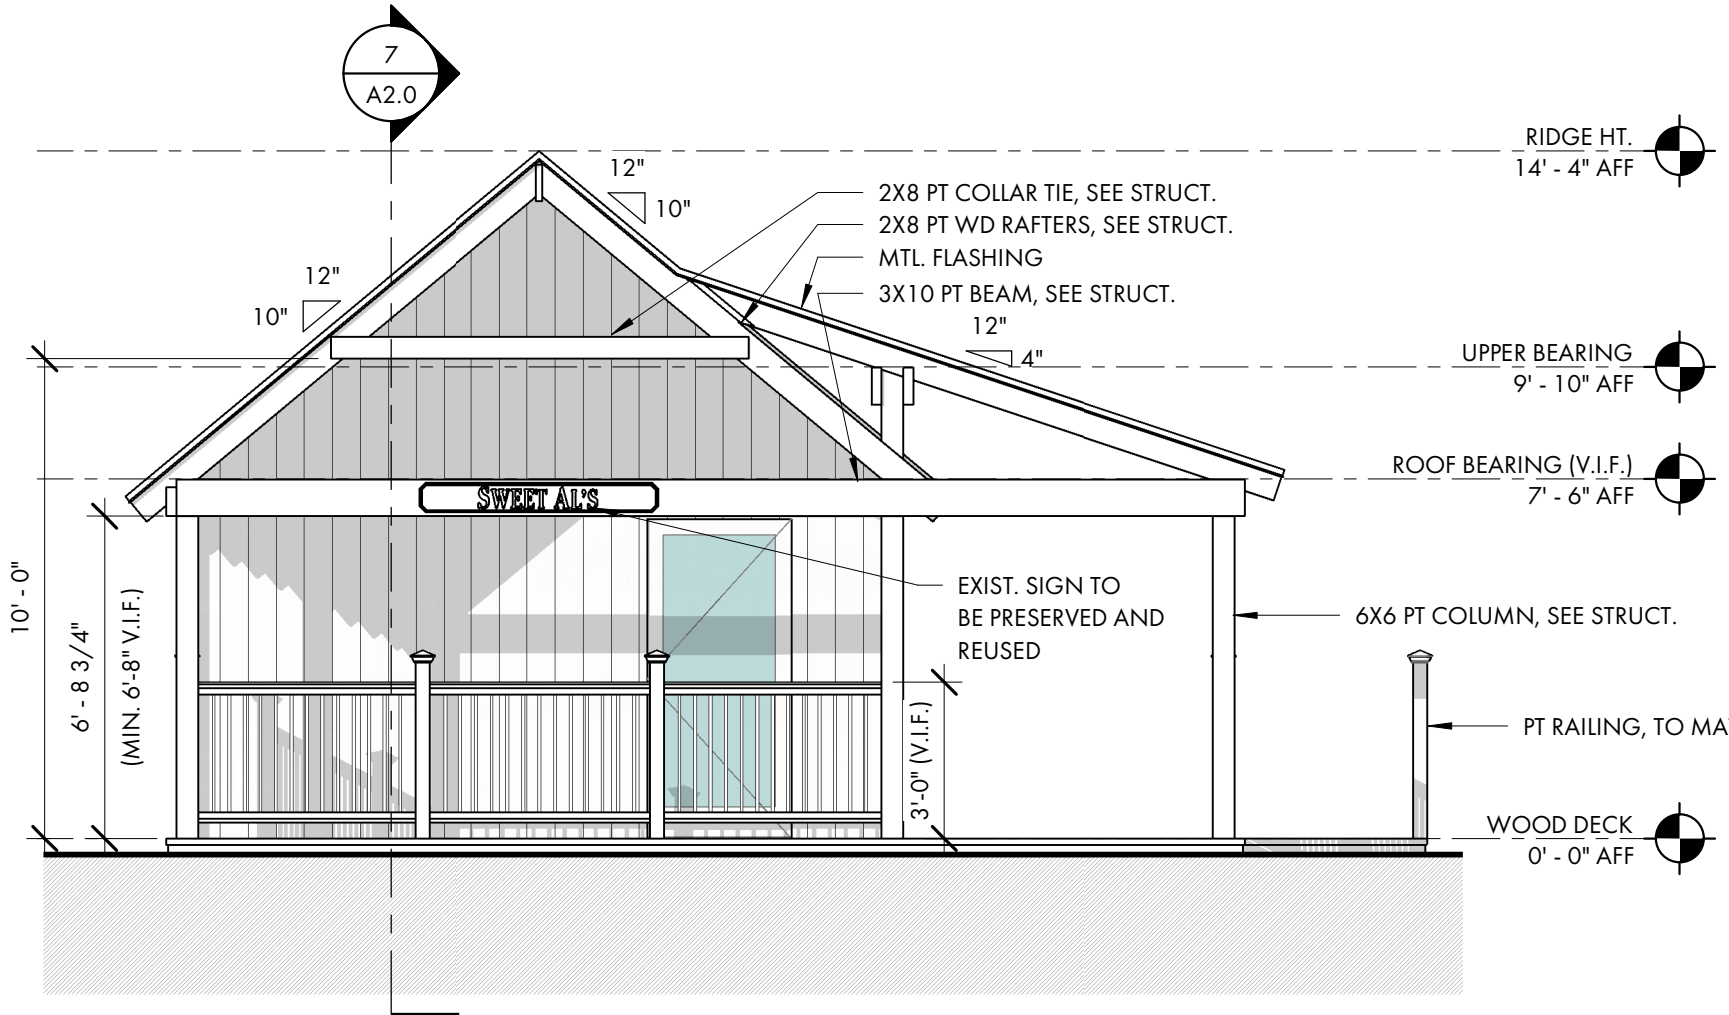 7
A2.0
RIDGE HT.
14' - 4" AFF
12"
10"
2X8 PT COLLAR TIE, SEE STRUCT.
2X8 PT WD RAFTERS, SEE STRUCT.
MTL. FLASHING
3X10 PT BEAM, SEE STRUCT.
12"
10"
12"
4"
UPPER BEARING
9' - 10" AFF
ROOF BEARING (V.I.F.)
7' - 6" AFF
SWEET AL'S
EXIST. SIGN TO
BE PRESERVED AND
REUSED
6X6 PT COLUMN, SEE STRUCT.
10' - 0"
6' - 8 3/4"
(MIN. 6'-8" V.I.F.)
3'-0" (V.I.F.)
PT RAILING, TO
WOOD DECK
0' - 0" AFF